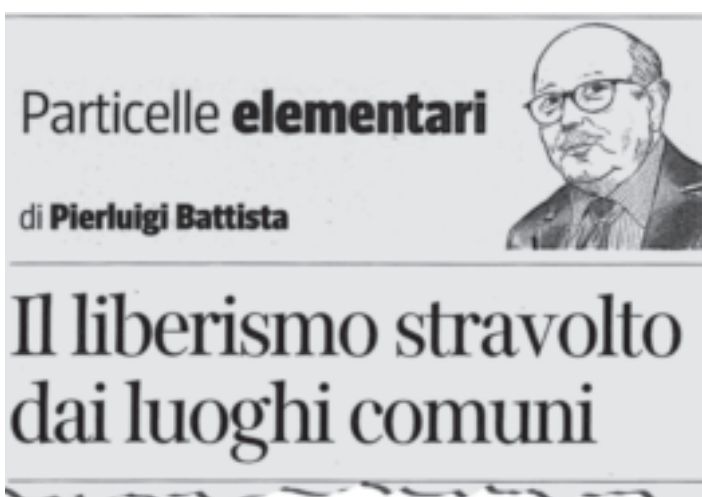 Particelle elementari
di Pierluigi Battista
Il liberismo stravolto
dai luoghi comuni